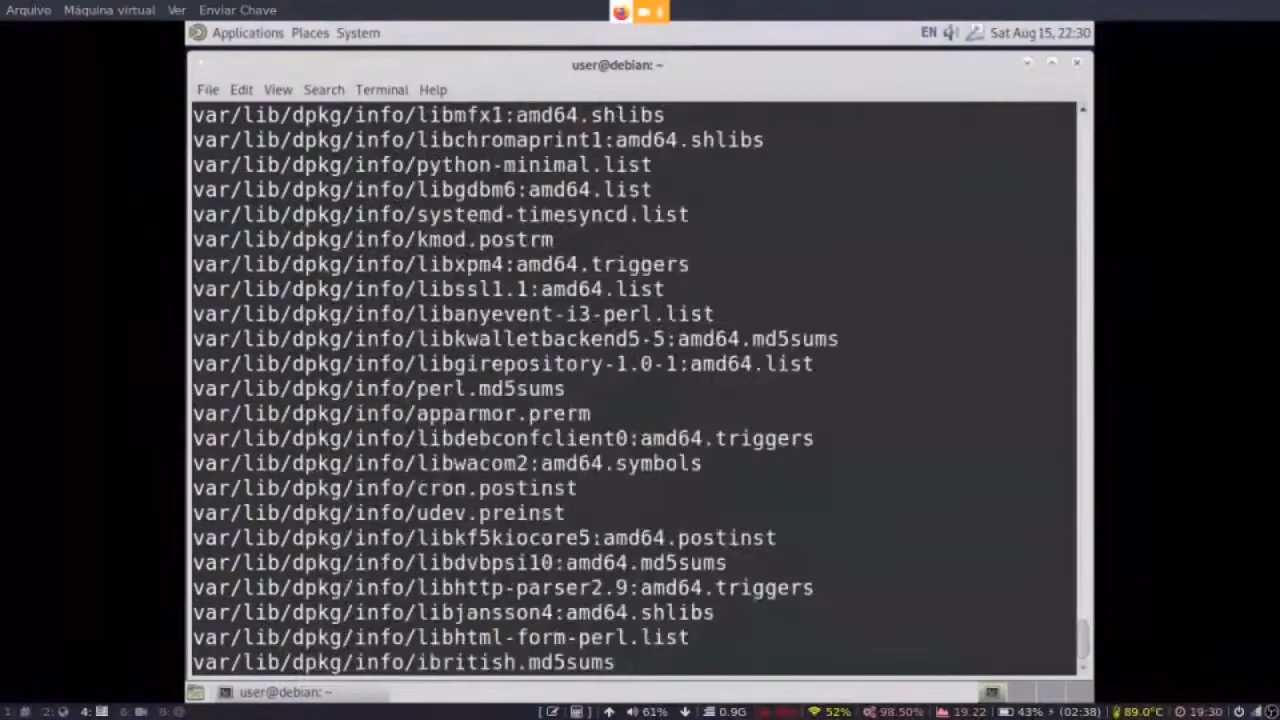 Arquivo Máquina virtual Ver Enviar Chave
Applications Places System EN Sat Aug 15, 22:30
user@debian: ~
File Edit View Search Terminal Help
var/lib/dpkg/info/libmfx1:amd64.shlibs
var/lib/dpkg/info/libchromaprint1:amd64.shlibs
var/lib/dpkg/info/python-minimal.list
var/lib/dpkg/info/libgdbm6:amd64.list
var/lib/dpkg/info/systemd-timesyncd.list
var/lib/dpkg/info/kmod.postrm
var/lib/dpkg/info/libxpm4:amd64.triggers
var/lib/dpkg/info/libssl1.1:amd64.list
var/lib/dpkg/info/libanyevent-i3-perl.list
var/lib/dpkg/info/libkwalletbackend5-5:amd64.md5sums
var/lib/dpkg/info/libgirepository-1.0-1:amd64.list
var/lib/dpkg/info/perl.md5sums
var/lib/dpkg/info/apparmor.prerm
var/lib/dpkg/info/libdebconfclient0:amd64.triggers
var/lib/dpkg/info/libwacom2:amd64.symbols
var/lib/dpkg/info/cron.postinst
var/lib/dpkg/info/udev.preinst
var/lib/dpkg/info/libkf5kiocore5:amd64.postinst
var/lib/dpkg/info/libdvbpsi10:amd64.md5sums
var/lib/dpkg/info/libhttp-parser2.9:amd64.triggers
var/lib/dpkg/info/libjansson4:amd64.shlibs
var/lib/dpkg/info/libhtml-form-perl.list
var/lib/dpkg/info/ibritish.md5sums
user@debian: ~
1: 2: 4: 6: 8: 61% 0.9G 52% 98.50% 19.22 43% (02:38) 89.0°C 19:30